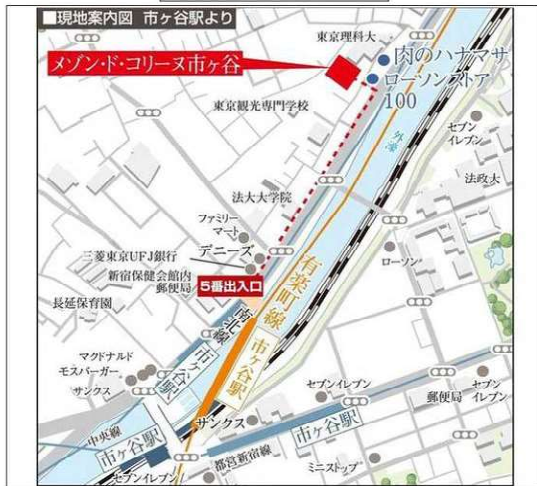 ■現地案内図 市ヶ谷駅より
東京理科大
メゾン・ド・コリーヌ市ヶ谷
肉のハナマサ
ローソンストア
100
東京観光専門学校
外濠
セブン
イレブン
法政大
法大大学院
ファミリー
マート
デニーズ
三菱東京UFJ銀行
新宿保健会館内
郵便局
5番出入口
ローソン
有楽町線
長延保育園
南北線
市ヶ谷駅
市ヶ谷駅
マクドナルド
モスバーガー
サンクス
セブンイレブン
郵便局
セブン
イレブン
サンクス
市ヶ谷駅
中央線
市ヶ谷駅
都営新宿線
ミニストップ
セブンイレブン